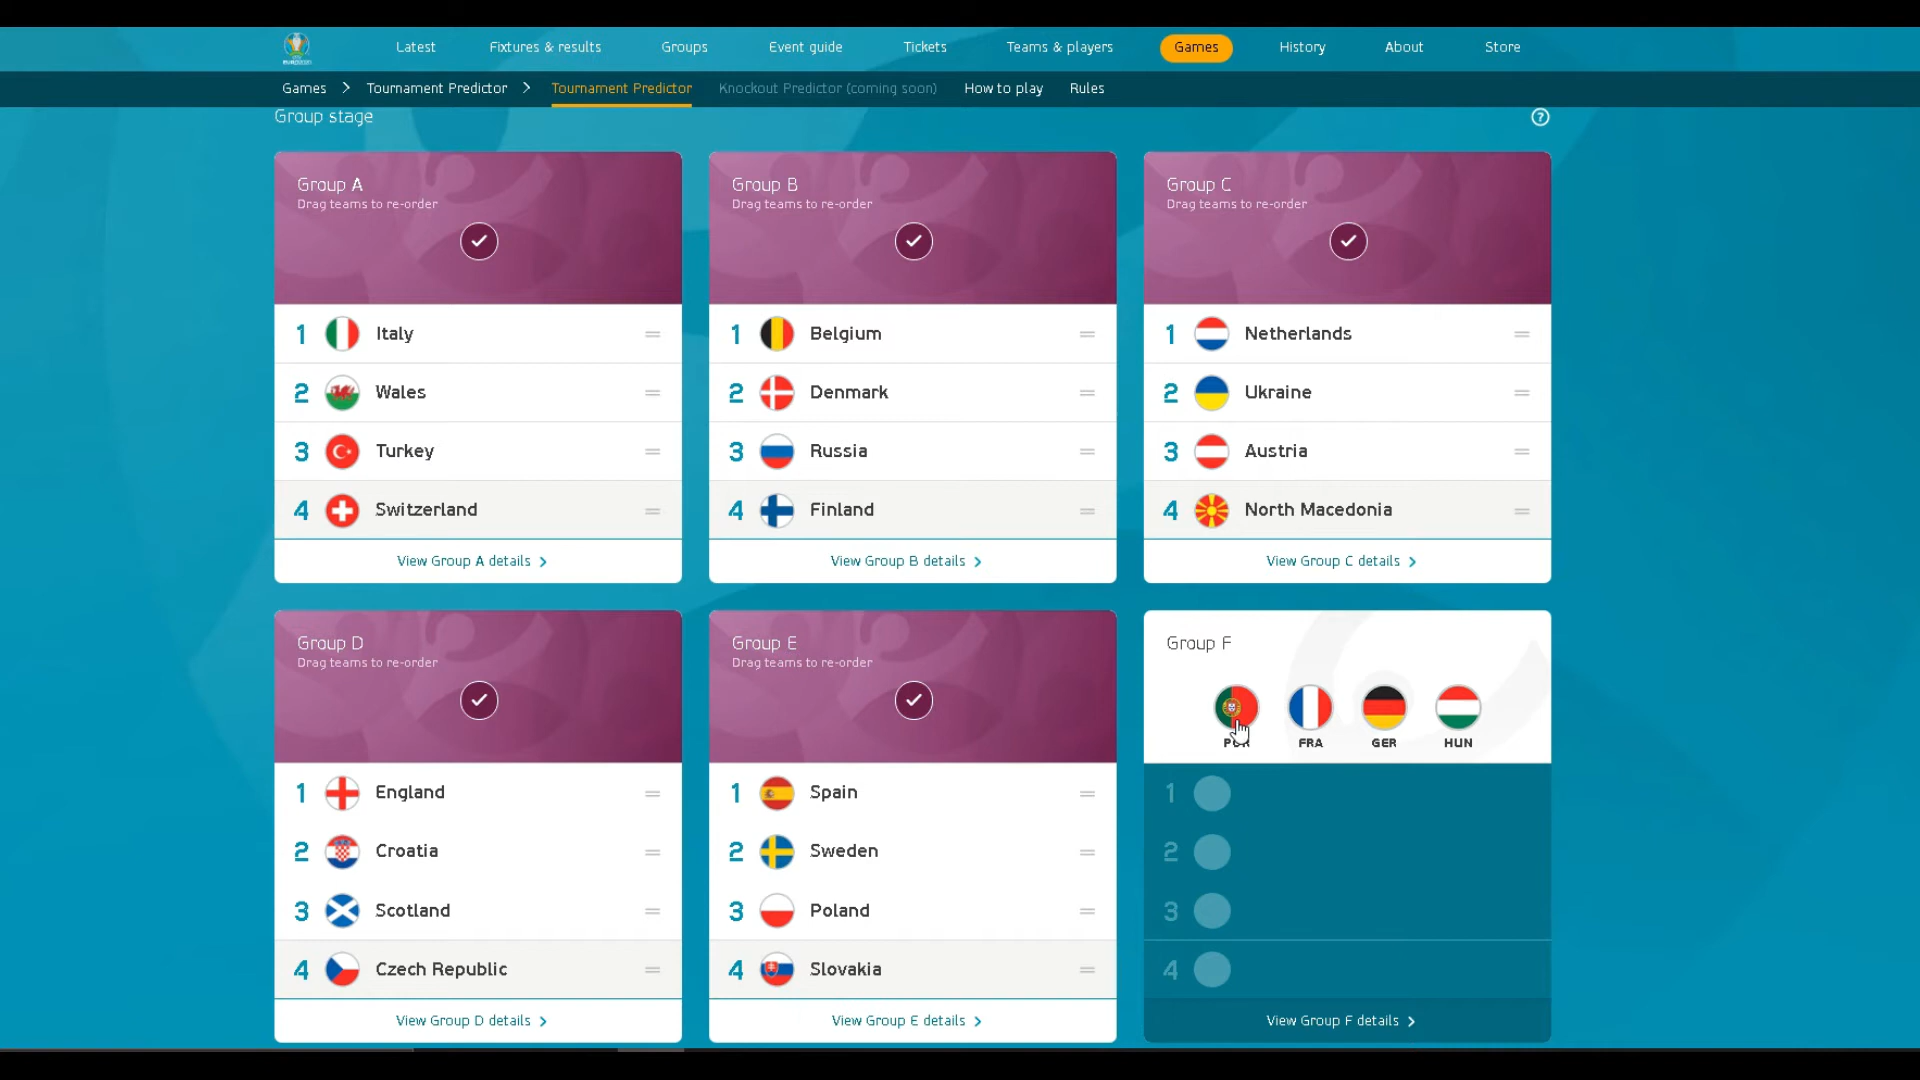 Latest Fixtures & results Groups Event guide Tickets Teams & players Games History About Store
Games Tournament Predictor Tournament Predictor Knockout Predictor (coming soon) How to play Rules
Group stage
?
Group A
Drag teams to re-order
1 Italy
2 Wales
3 Turkey
4 Switzerland
View Group A details
Group B
Drag teams to re-order
1 Belgium
2 Denmark
3 Russia
4 Finland
View Group B details
Group C
Drag teams to re-order
1 Netherlands
2 Ukraine
3 Austria
4 North Macedonia
View Group C details
Group D
Drag teams to re-order
1 England
2 Croatia
3 Scotland
4 Czech Republic
View Group D details
Group E
Drag teams to re-order
1 Spain
2 Sweden
3 Poland
4 Slovakia
View Group E details
Group F
POR FRA GER HUN
1
2
3
4
View Group F details